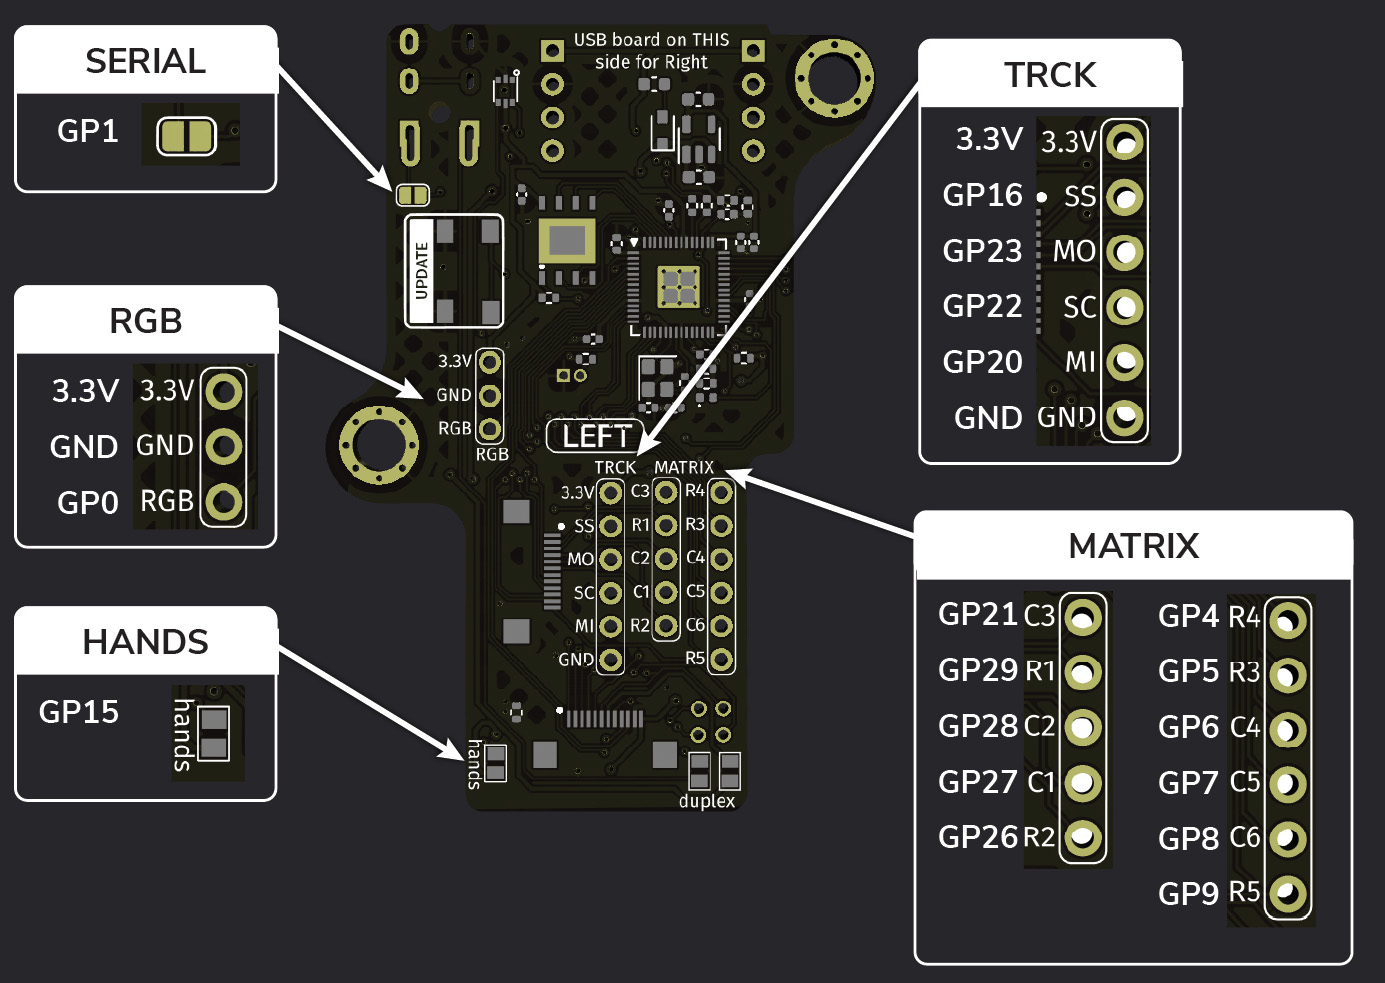 SERIAL
GP1
RGB
3.3V 3.3V
GND GND
GP0 RGB
HANDS
GP15 hands
USB board on THIS
side for Right
UPDATE
3.3V
GND
RGB
RGB
LEFT
TRCK MATRIX
3.3V C3 R4
SS R1 R3
MO C2 C4
SC C1 C5
MI R2 C6
GND R5
hands
duplex
TRCK
3.3V 3.3V
GP16 SS
GP23 MO
GP22 SC
GP20 MI
GND GND
MATRIX
GP21 C3 GP4 R4
GP29 R1 GP5 R3
GP28 C2 GP6 C4
GP27 C1 GP7 C5
GP26 R2 GP8 C6
GP9 R5